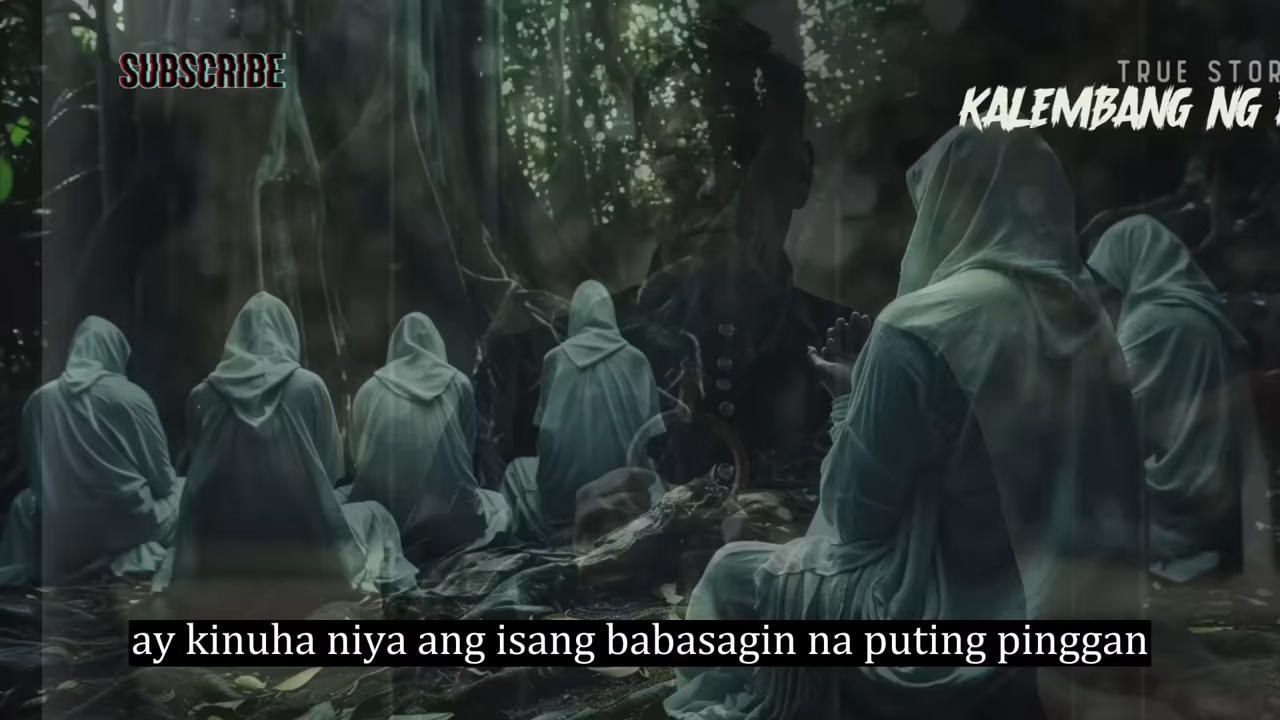 SUBSCRIBE
TRUE STOR
KALEMBANG NG
ay kinuha niya ang isang babasagin na puting pinggan